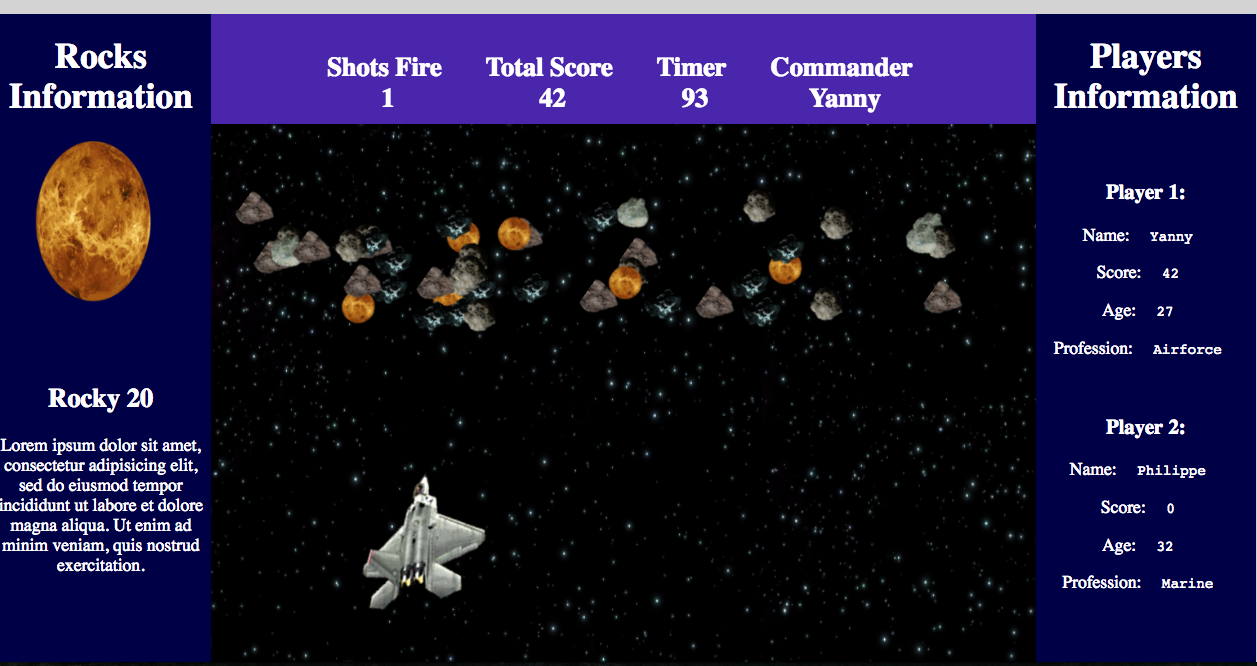 Rocks
Information
Rocky 20
Lorem ipsum dolor sit amet,
consectetur adipisicing elit,
sed do eiusmod tempor
incididunt ut labore et dolore
magna aliqua. Ut enim ad
minim veniam, quis nostrud
exercitation.
Shots Fire Total Score Timer Commander
1 42 93 Yanny
Players
Information
Player 1:
Name: Yanny
Score: 42
Age: 27
Profession: Airforce
Player 2:
Name: Philippe
Score: 0
Age: 32
Profession: Marine